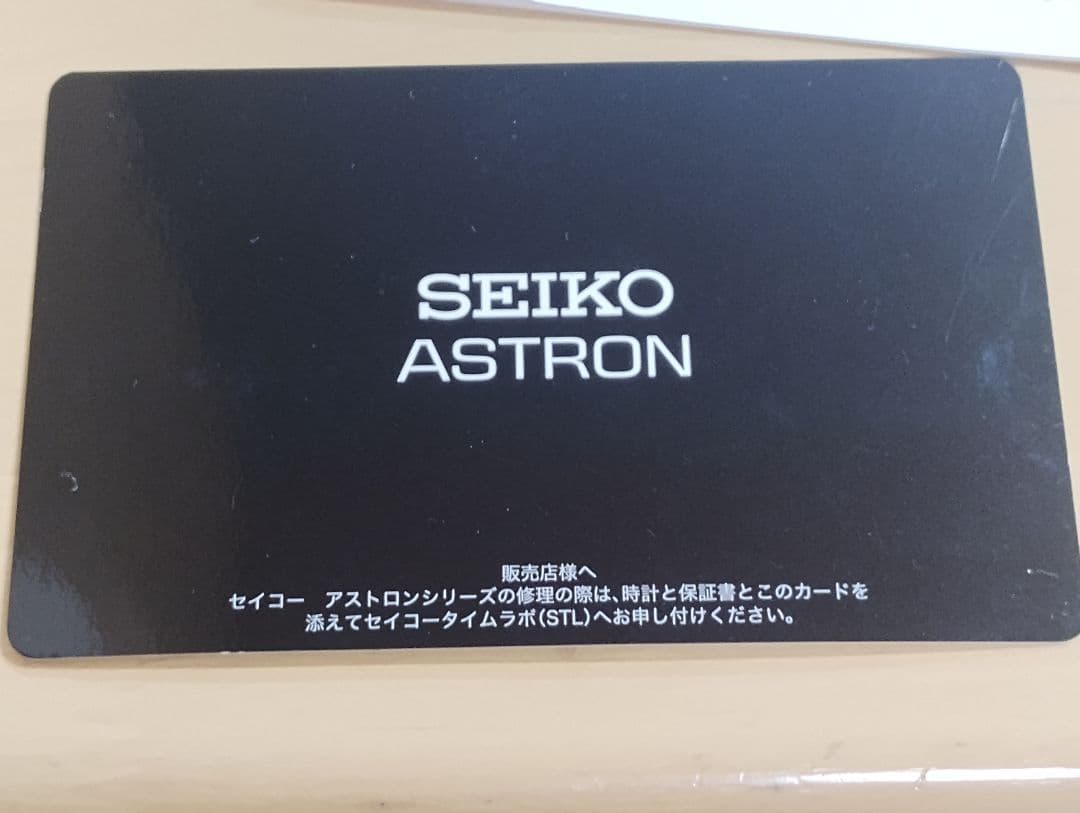 SEIKO
ASTRON
販売店様へ
セイコー　アストロンシリーズの修理の際は、時計と保証書とこのカードを
添えてセイコータイムラボ(STL)へお申し付けください。